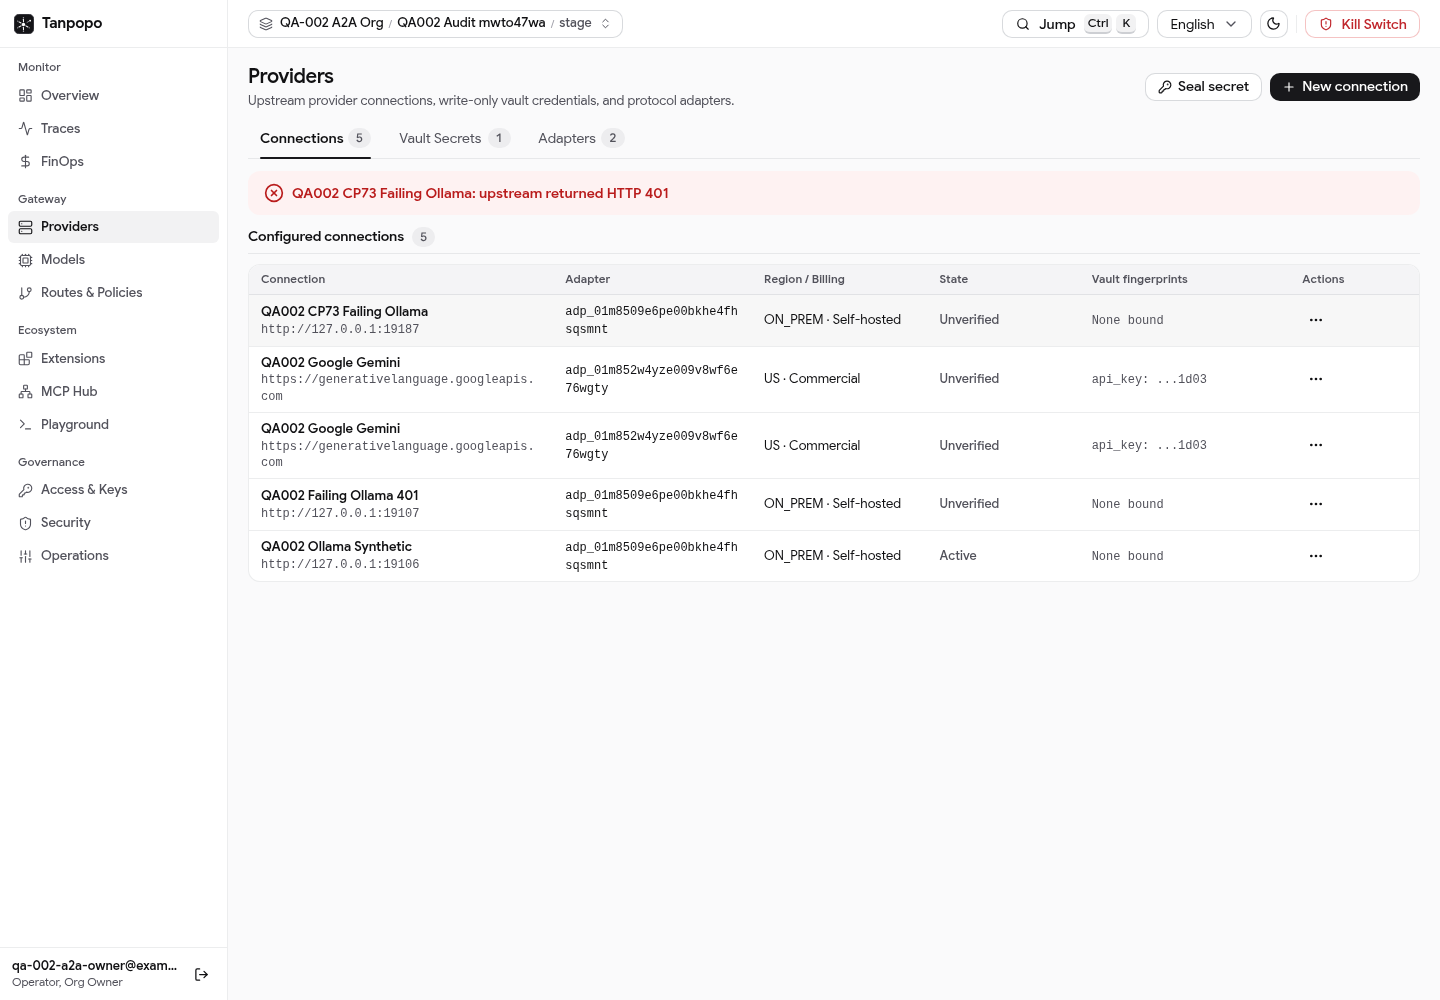 Tanpopo
QA-002 A2A Org / QA002 Audit mwto47wa / stage
Jump Ctrl K
English
Kill Switch
Monitor
Overview
Traces
FinOps
Gateway
Providers
Models
Routes & Policies
Ecosystem
Extensions
MCP Hub
Playground
Governance
Access & Keys
Security
Operations
qa-002-a2a-owner@exam...
Operator, Org Owner
Providers
Upstream provider connections, write-only vault credentials, and protocol adapters.
Seal secret
New connection
Connections 5
Vault Secrets 1
Adapters 2
QA002 CP73 Failing Ollama: upstream returned HTTP 401
Configured connections 5
Connection Adapter Region / Billing State Vault fingerprints Actions
QA002 CP73 Failing Ollama
http://127.0.0.1:19187
adp_01m8509e6pe00bkhe4fh
sqsmnt
ON_PREM · Self-hosted
Unverified
None bound
QA002 Google Gemini
https://generativelanguage.googleapis.
com
adp_01m852w4yze009v8wf6e
76wgty
US · Commercial
Unverified
api_key: ...1d03
QA002 Google Gemini
https://generativelanguage.googleapis.
com
adp_01m852w4yze009v8wf6e
76wgty
US · Commercial
Unverified
api_key: ...1d03
QA002 Failing Ollama 401
http://127.0.0.1:19107
adp_01m8509e6pe00bkhe4fh
sqsmnt
ON_PREM · Self-hosted
Unverified
None bound
QA002 Ollama Synthetic
http://127.0.0.1:19106
adp_01m8509e6pe00bkhe4fh
sqsmnt
ON_PREM · Self-hosted
Active
None bound